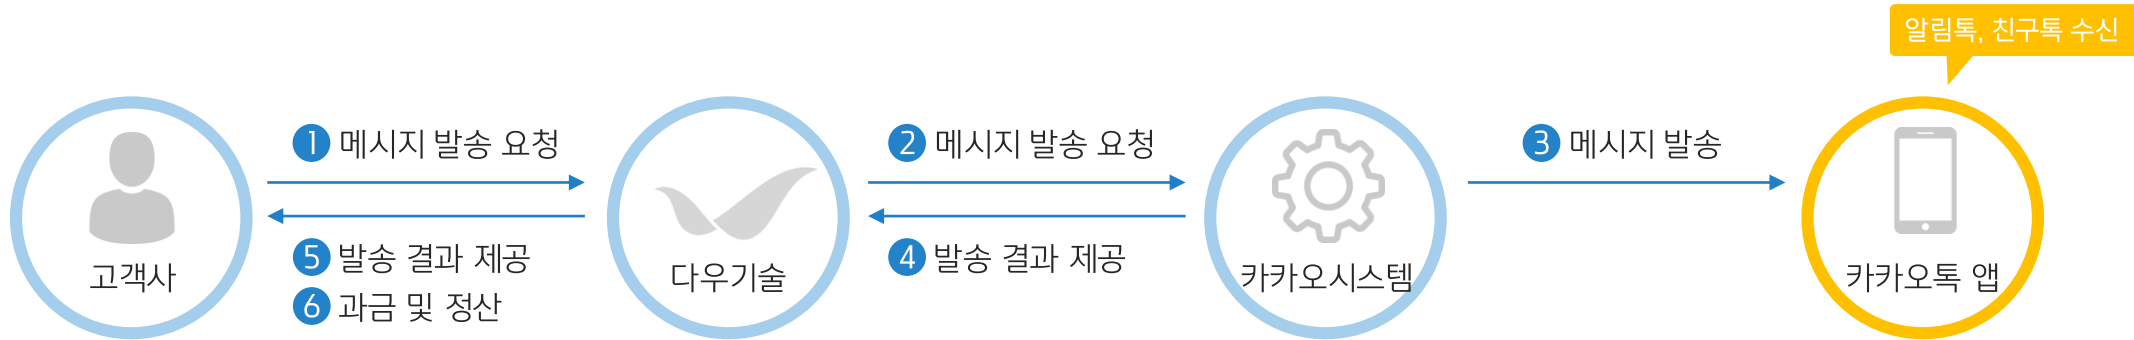 알림톡, 친구톡 수신
1 메시지 발송 요청
2 메시지 발송 요청
3 메시지 발송
5 발송 결과 제공
4 발송 결과 제공
6 과금 및 정산
고객사
다우기술
카카오시스템
카카오톡 앱